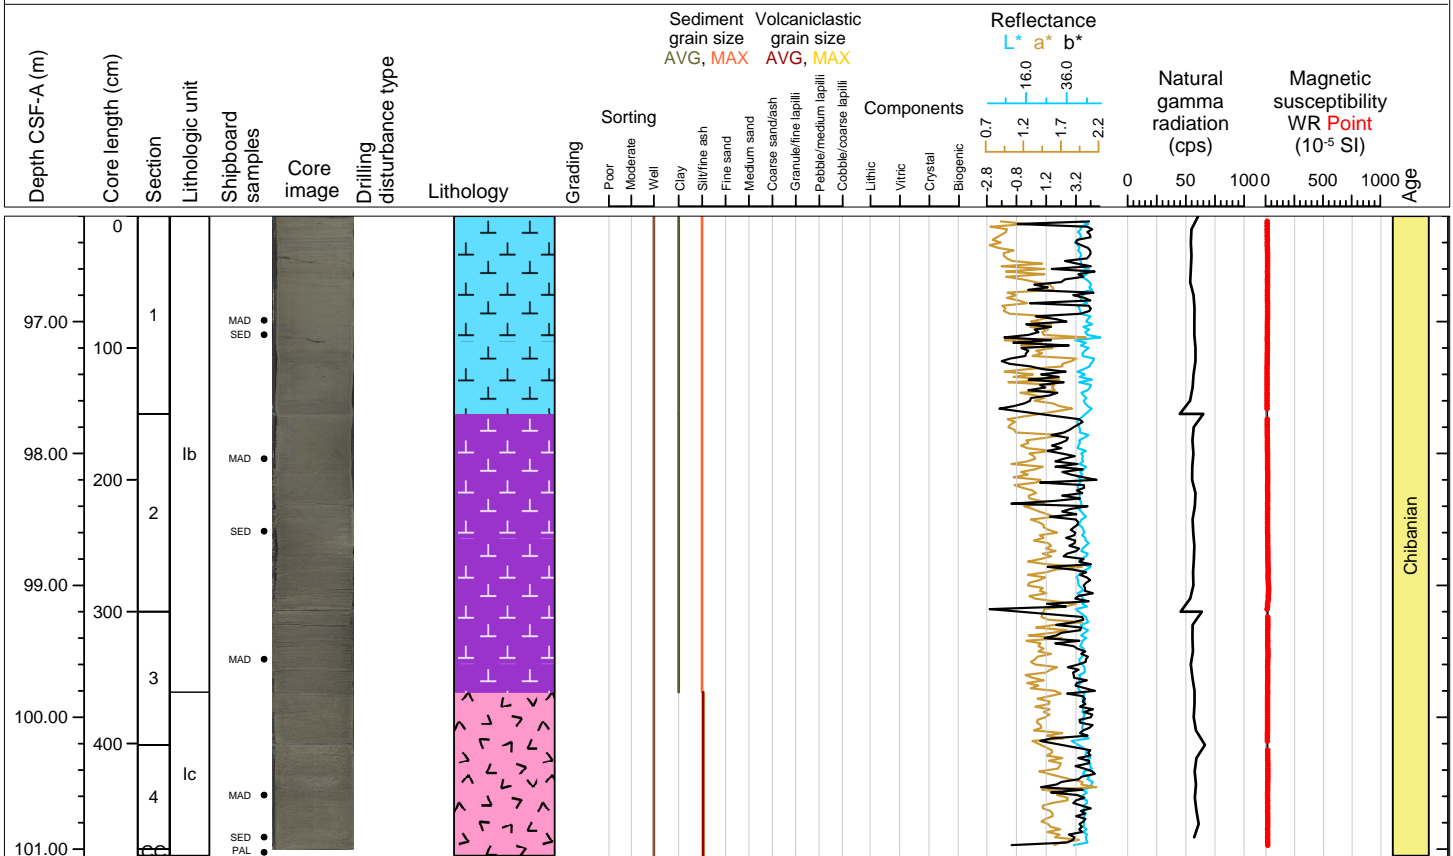 Depth CSF-A (m)
Core length (cm)
Section
Lithologic unit
Shipboard
samples
Core
image
Drilling
disturbance type
Lithology
Grading
Sorting
Poor
Moderate
Well
Sediment
grain size
AVG, MAX
Volcaniclastic
grain size
AVG, MAX
Clay
Silt/fine ash
Fine sand
Medium sand
Coarse sand/ash
Granule/fine lapilli
Pebble/medium lapilli
Cobble/coarse lapilli
Components
Lithic
Vitric
Crystal
Biogenic
Reflectance
L* a* b*
16.0 36.0
0.7 1.2 1.7 2.2
-2.8 -0.8 1.2 3.2
Natural
gamma
radiation
(cps)
0 50 100
Magnetic
susceptibility
WR Point
(10-5 SI)
0 500 1000
Age
0
97.00
100
98.00
200
99.00
300
100.00
400
101.00
1
2
3
4
CC
Ib
Ic
MAD
SED
MAD
SED
MAD
MAD
SED
PAL
Chibanian